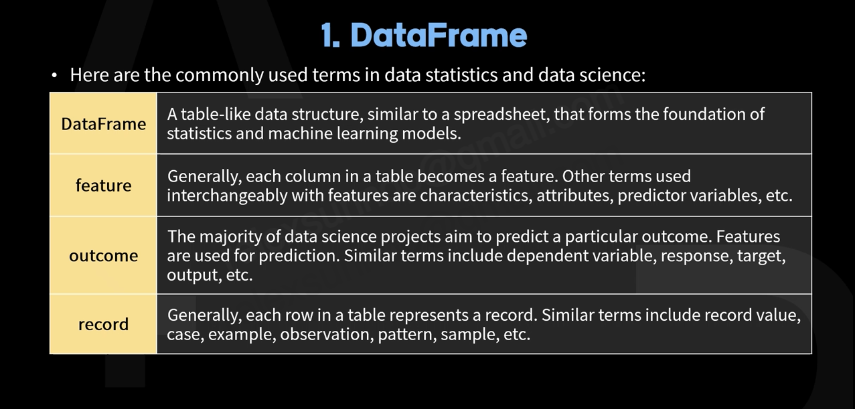 1. DataFrame
• Here are the commonly used terms in data statistics and data science:
DataFrame
A table-like data structure, similar to a spreadsheet, that forms the foundation of
statistics and machine learning models.
feature
Generally, each column in a table becomes a feature. Other terms used
interchangeably with features are characteristics, attributes, predictor variables, etc.
outcome
The majority of data science projects aim to predict a particular outcome. Features
are used for prediction. Similar terms include dependent variable, response, target,
output, etc.
record
Generally, each row in a table represents a record. Similar terms include record value,
case, example, observation, pattern, sample, etc.